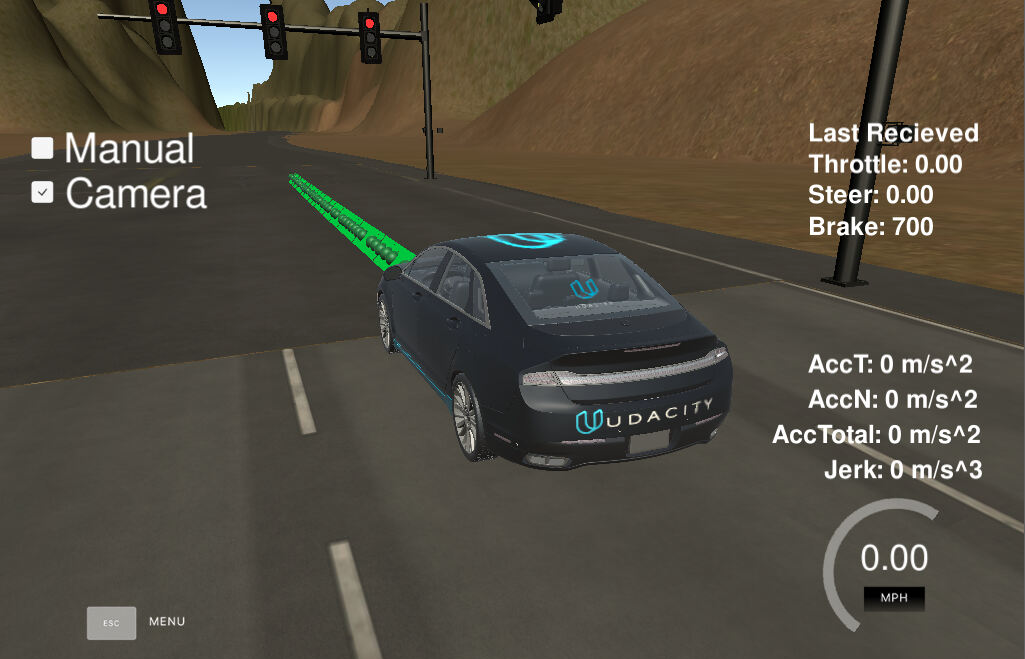 Manual
Camera
Last Recieved
Throttle: 0.00
Steer: 0.00
Brake: 700
UDACITY
AccT: 0 m/s^2
AccN: 0 m/s^2
AccTotal: 0 m/s^2
Jerk: 0 m/s^3
UDACITY
0.00
MPH
ESC
MENU